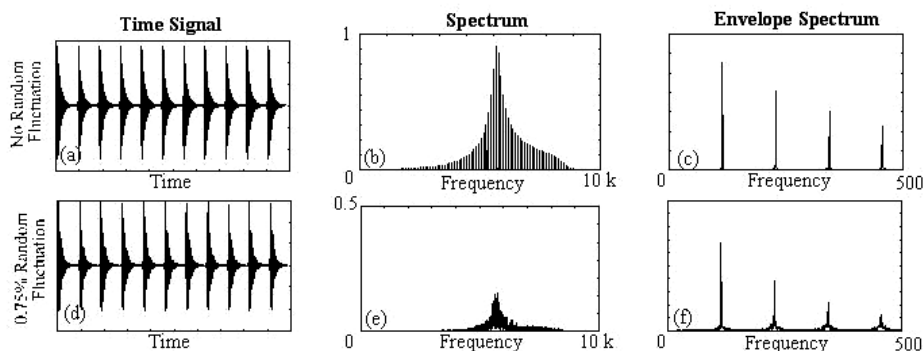 Time Signal
Spectrum
Envelope Spectrum
No Random
Fluctuation
(a)
Time
1
(b)
0
Frequency
10 k
(c)
0
Frequency
500
0.75% Random
Fluctuation
(d)
Time
0.5
(e)
0
Frequency
10 k
(f)
0
Frequency
500